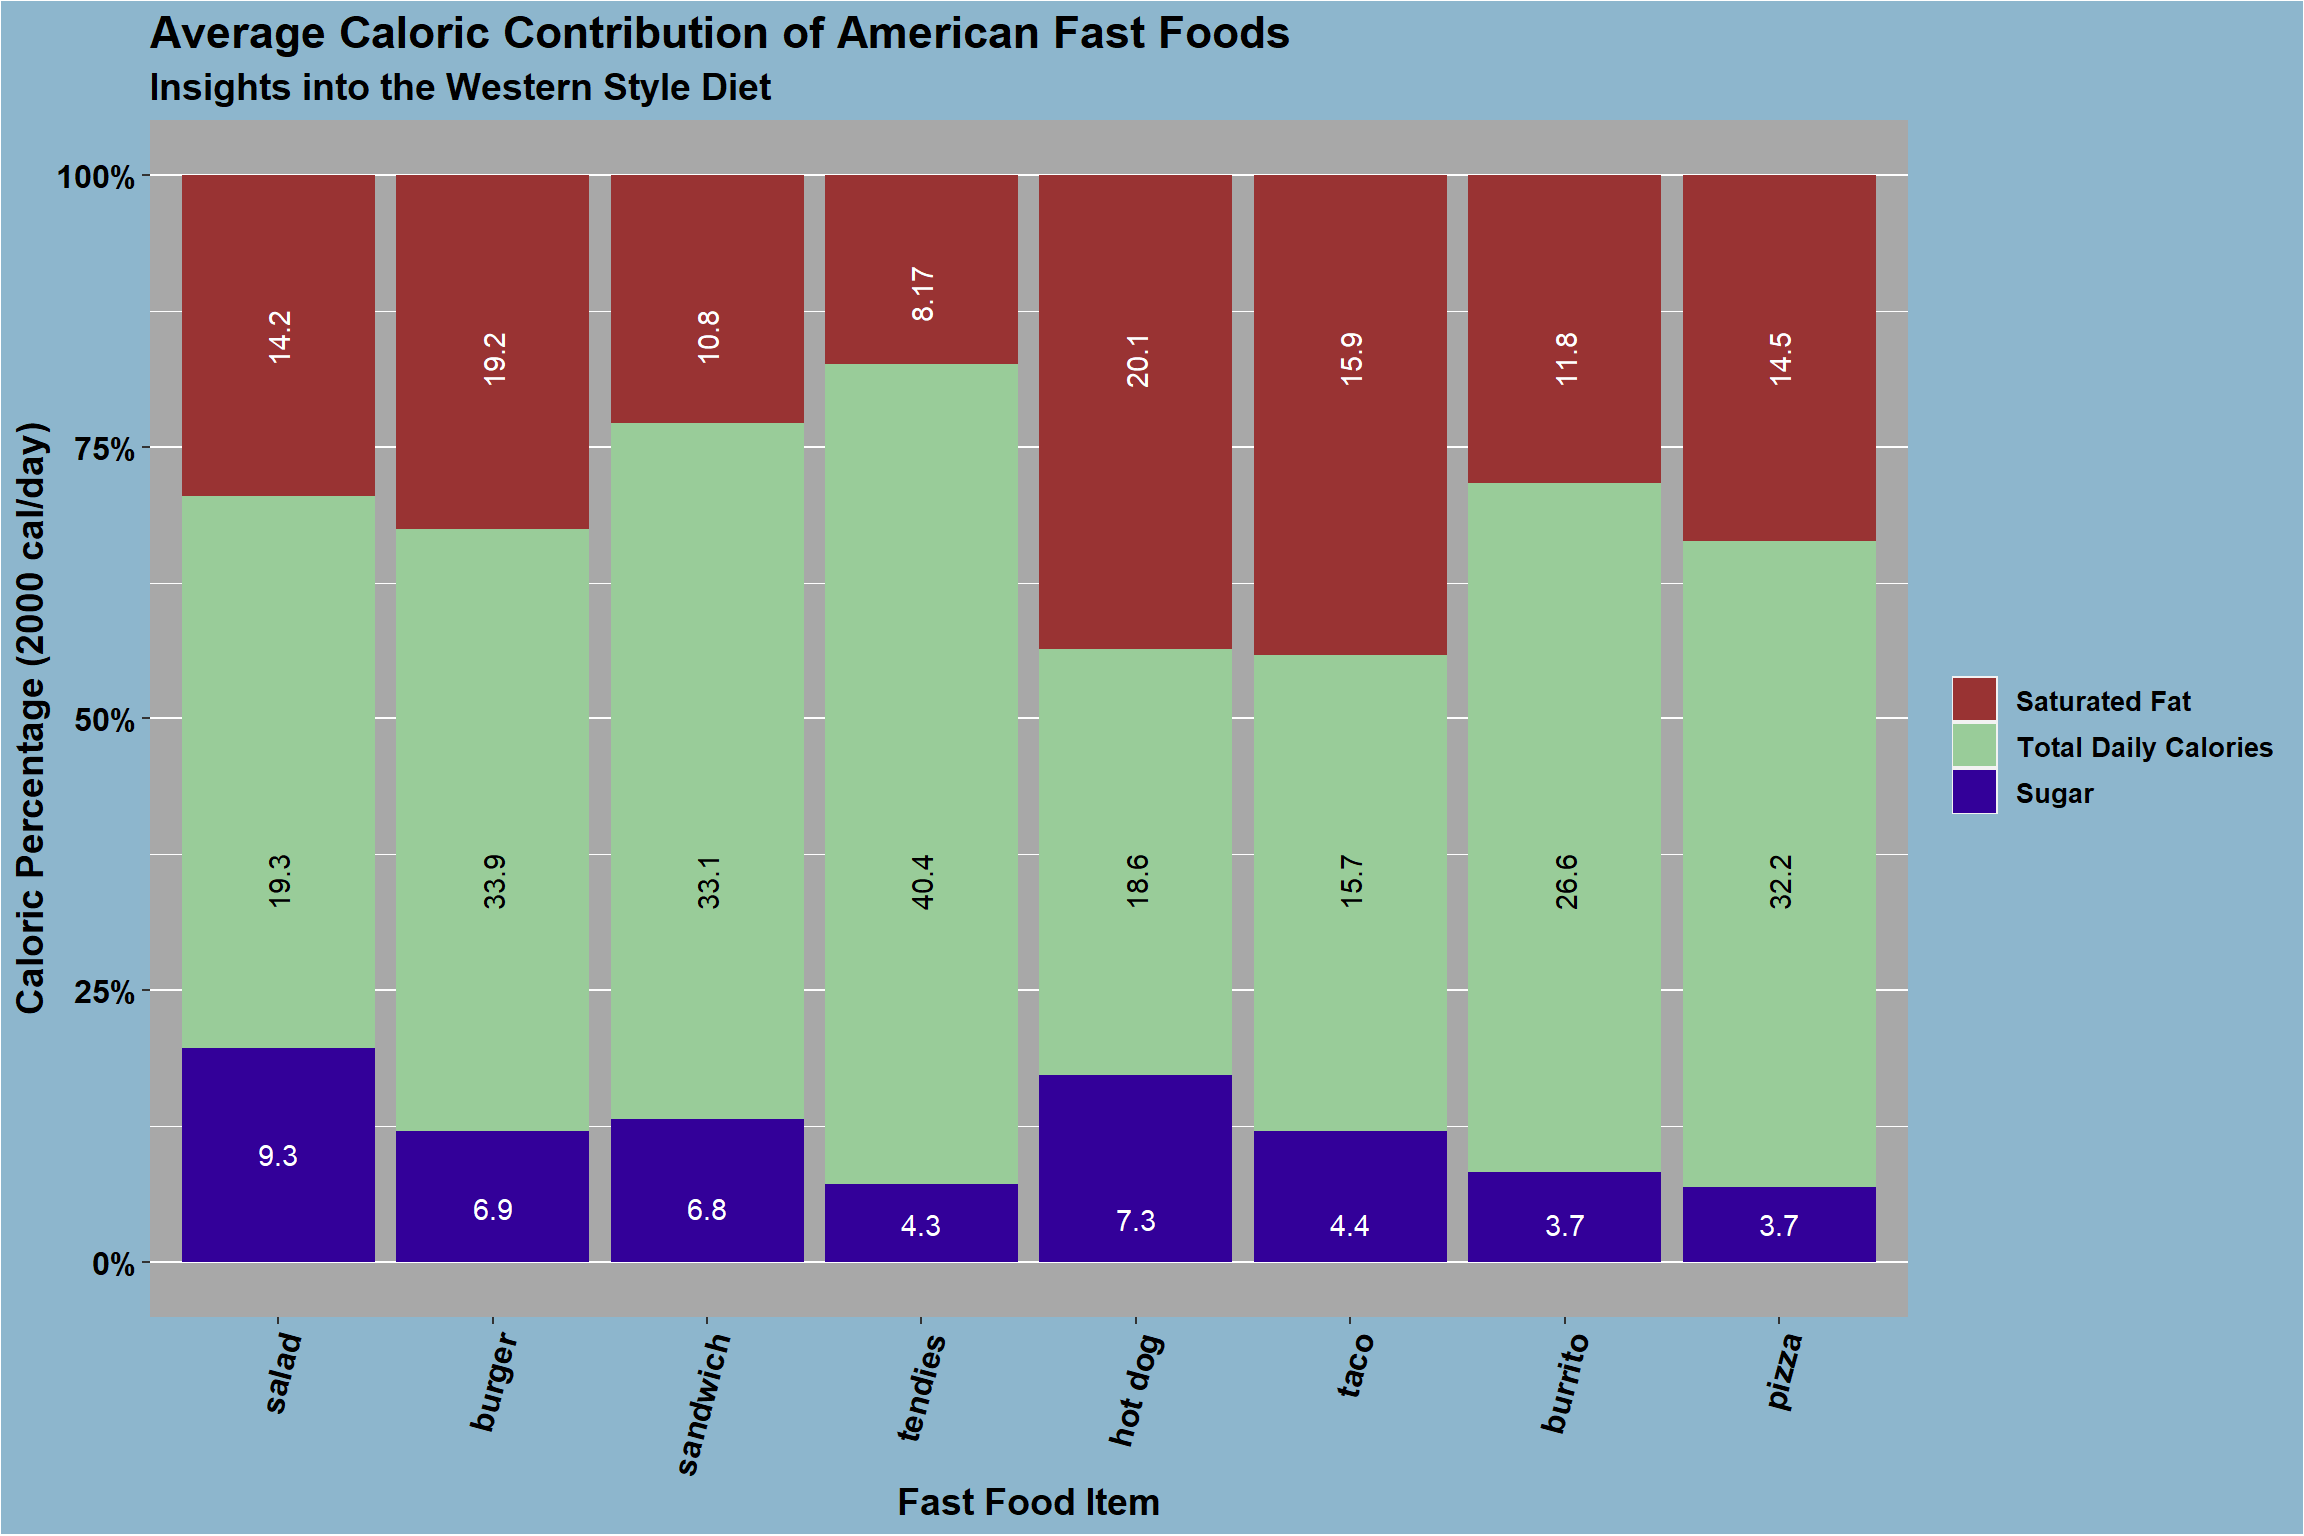 Average Caloric Contribution of American Fast Foods
Insights into the Western Style Diet
Caloric Percentage (2000 cal/day)
100%
75%
50%
25%
0%
14.2
19.2
10.8
8.17
20.1
15.9
11.8
14.5
19.3
33.9
33.1
40.4
18.6
15.7
26.6
32.2
9.3
6.9
6.8
4.3
7.3
4.4
3.7
3.7
Saturated Fat
Total Daily Calories
Sugar
salad
burger
sandwich
tendies
hot dog
taco
burrito
pizza
Fast Food Item